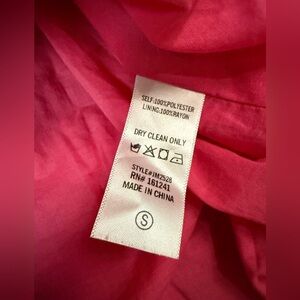 SELF:100%POLYESTER
LINING:100%RAYON
DRY CLEAN ONLY
STYLE#IM2528
RN# 161241
MADE IN CHINA
S